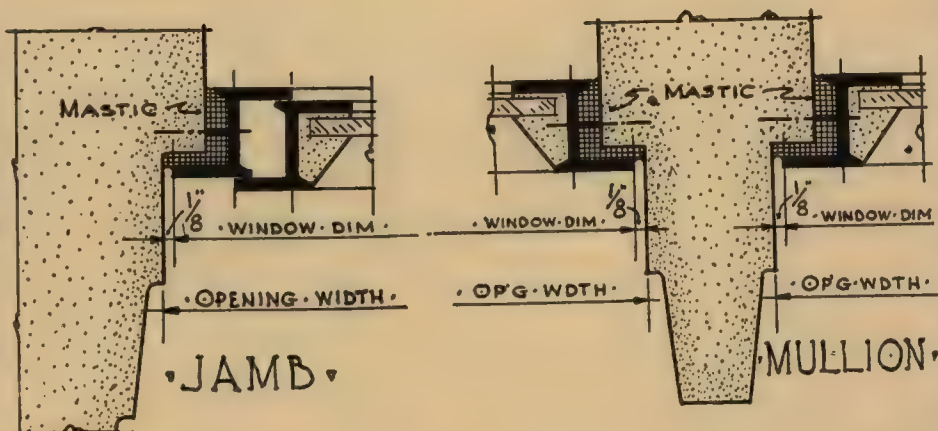 MASTIC
1/8"
·WINDOW·DIM·
·OPENING·WIDTH·
·JAMB·
MASTIC
1/8"
1/8"
·WINDOW·DIM·
·WINDOW·DIM
·OP'G·WDTH·
·OP'G·WDTH·
·MULLION·